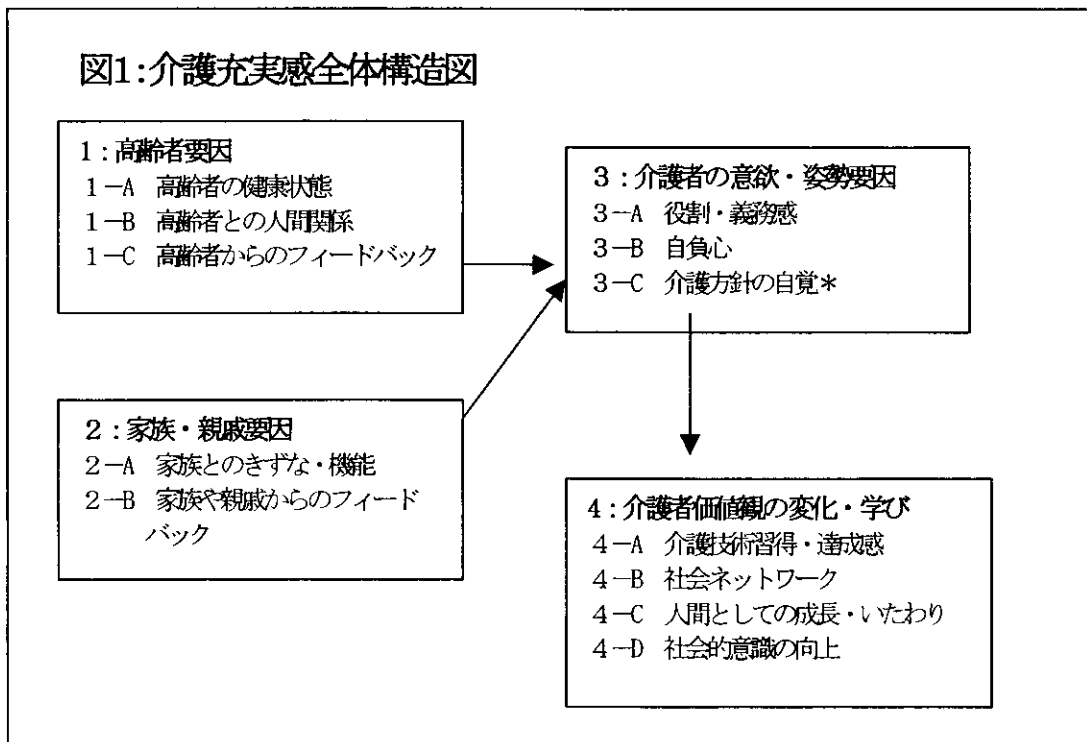 図1:介護充実感全体構造図
1:高齢者要因
1―A 高齢者の健康状態
1―B 高齢者との人間関係
1―C 高齢者からのフィードバック
2:家族・親戚要因
2―A 家族とのきずな・機能
2―B 家族や親戚からのフィード
バック
3:介護者の意欲・姿勢要因
3―A 役割・義務感
3―B 自負心
3―C 介護方針の自覚*
4:介護者価値観の変化・学び
4―A 介護技術習得・達成感
4―B 社会ネットワーク
4―C 人間としての成長・いたわり
4―D 社会的意識の向上